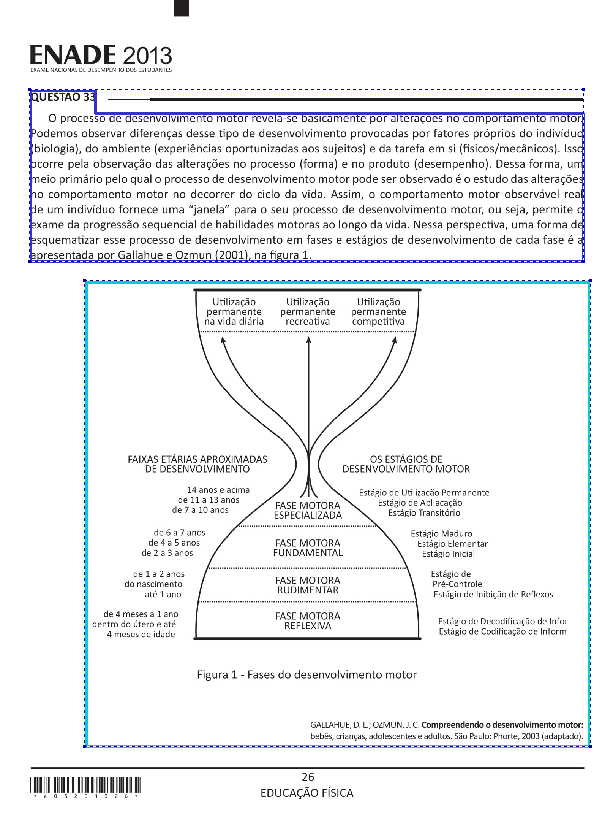 ENADE 2013
EXAME NACIONAL DE DESEMPENHO DOS ESTUDANTES
QUESTÃO 33
O processo de desenvolvimento motor revela-se basicamente por alterações no comportamento motor.
Podemos observar diferenças desse tipo de desenvolvimento provocadas por fatores próprios do indivíduo
(biologia), do ambiente (experiências oportunizadas aos sujeitos) e da tarefa em si (físicos/mecânicos). Isso
ocorre pela observação das alterações no processo (forma) e no produto (desempenho). Dessa forma, um
meio primário pelo qual o processo de desenvolvimento motor pode ser observado é o estudo das alterações
no comportamento motor no decorrer do ciclo da vida. Assim, o comportamento motor observável real
de um indivíduo fornece uma “janela” para o seu processo de desenvolvimento motor, ou seja, permite o
exame da progressão sequencial de habilidades motoras ao longo da vida. Nessa perspectiva, uma forma de
esquematizar esse processo de desenvolvimento em fases e estágios de desenvolvimento de cada fase é a
apresentada por Gallahue e Ozmun (2001), na figura 1.
Utilização permanente na vida diária
Utilização permanente recreativa
Utilização permanente competitiva
FAIXAS ETÁRIAS APROXIMADAS
DE DESENVOLVIMENTO
OS ESTÁGIOS DE
DESENVOLVIMENTO MOTOR
14 anos e acima
de 11 a 13 anos
de 7 a 10 anos
FASE MOTORA
ESPECIALIZADA
Estágio de Utilização Permanente
Estágio de Aplicação
Estágio Transitório
de 6 a 7 anos
de 4 a 5 anos
de 2 a 3 anos
FASE MOTORA
FUNDAMENTAL
Estágio Maduro
Estágio Elementar
Estágio Inicial
de 1 a 2 anos
do nascimento
até 1 ano
FASE MOTORA
RUDIMENTAR
Estágio de
Pré-Controle
Estágio de Inibição de Reflexos
de 4 meses a 1 ano
dentro do útero e até
4 meses de idade
FASE MOTORA
REFLEXIVA
Estágio de Decodificação de Infor
Estágio de Codificação de Inform
Figura 1 - Fases do desenvolvimento motor
GALLAHUE, D. L.; OZMUN, J. C. Compreendendo o desenvolvimento motor:
bebês, crianças, adolescentes e adultos. São Paulo: Phorte, 2003 (adaptado).
26
EDUCAÇÃO FÍSICA